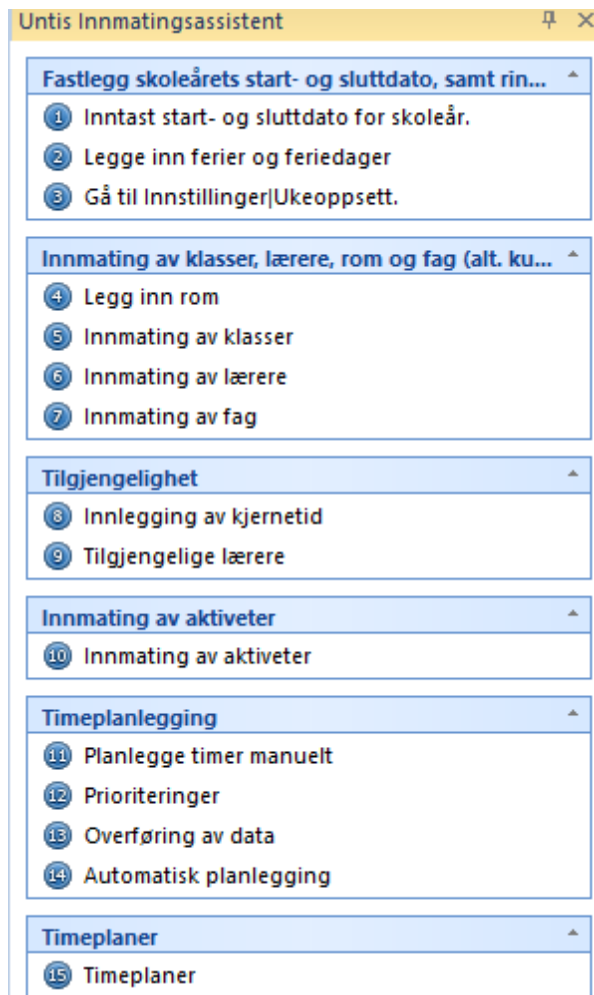 Untis Innmatingsassistent
Fastlegg skoleårets start- og sluttdato, samt rin...
1 Inntast start- og sluttdato for skoleår.
2 Legge inn ferier og feriedager
3 Gå til Innstillinger|Ukeoppsett.
Innmating av klasser, lærere, rom og fag (alt. ku...
4 Legg inn rom
5 Innmating av klasser
6 Innmating av lærere
7 Innmating av fag
Tilgjengelighet
8 Innlegging av kjernetid
9 Tilgjengelige lærere
Innmating av aktiveter
10 Innmating av aktiveter
Timeplanlegging
11 Planlegge timer manuelt
12 Prioriteringer
13 Overføring av data
14 Automatisk planlegging
Timeplaner
15 Timeplaner